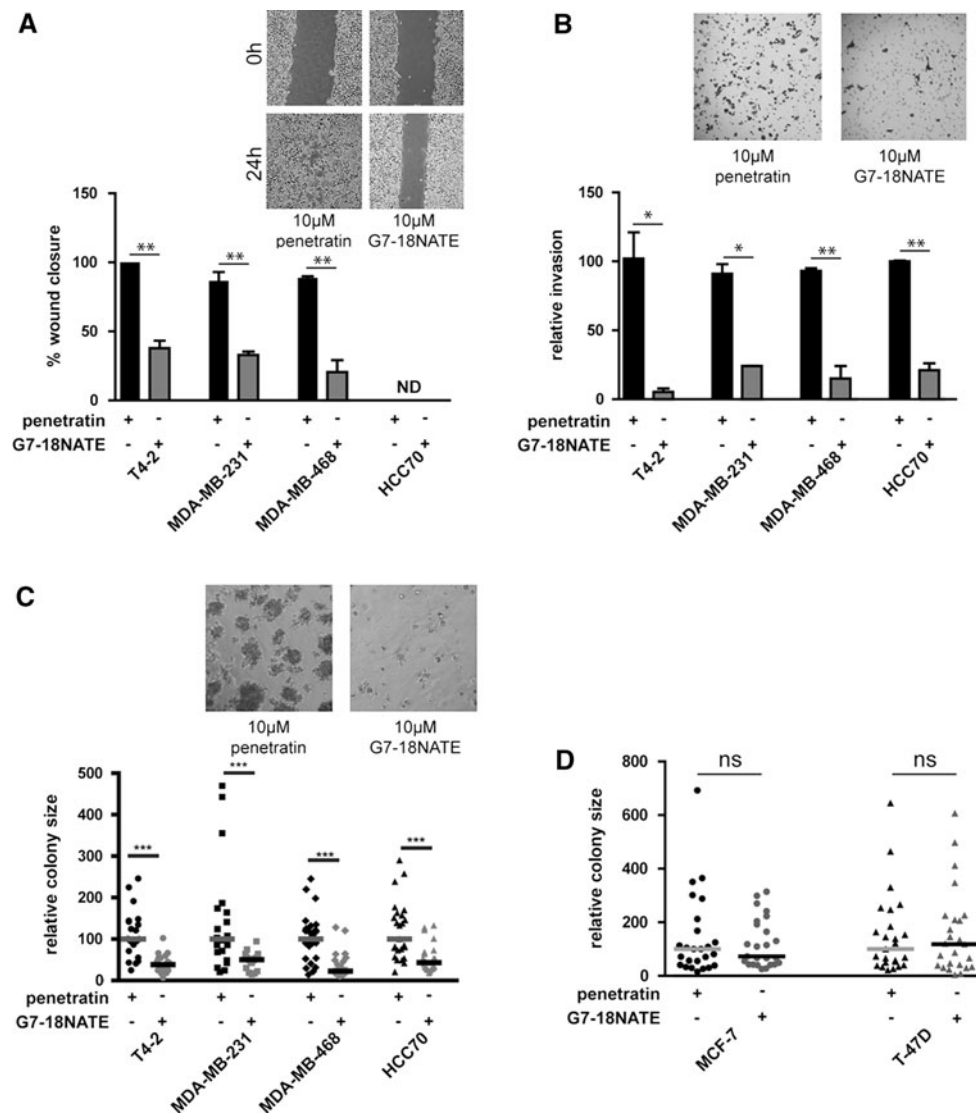 A
0h
24h
10µM
penetratin
10µM
G7-18NATE
% wound closure
150
100
50
0
**
**
**
ND
penetratin + - + - + - + -
G7-18NATE - + - + - + - +
T4-2
MDA-MB-231
MDA-MB-468
HCC70
B
10µM
penetratin
10µM
G7-18NATE
relative invasion
150
100
50
0
*
*
**
**
penetratin + - + - + - + -
G7-18NATE - + - + - + - +
T4-2
MDA-MB-231
MDA-MB-468
HCC70
C
10µM
penetratin
10µM
G7-18NATE
relative colony size
500
400
300
200
100
0
***
***
***
***
penetratin + - + - + - + -
G7-18NATE - + - + - + - +
T4-2
MDA-MB-231
MDA-MB-468
HCC70
D
relative colony size
800
600
400
200
0
ns
ns
penetratin + - + -
G7-18NATE - + - +
MCF-7
T-47D